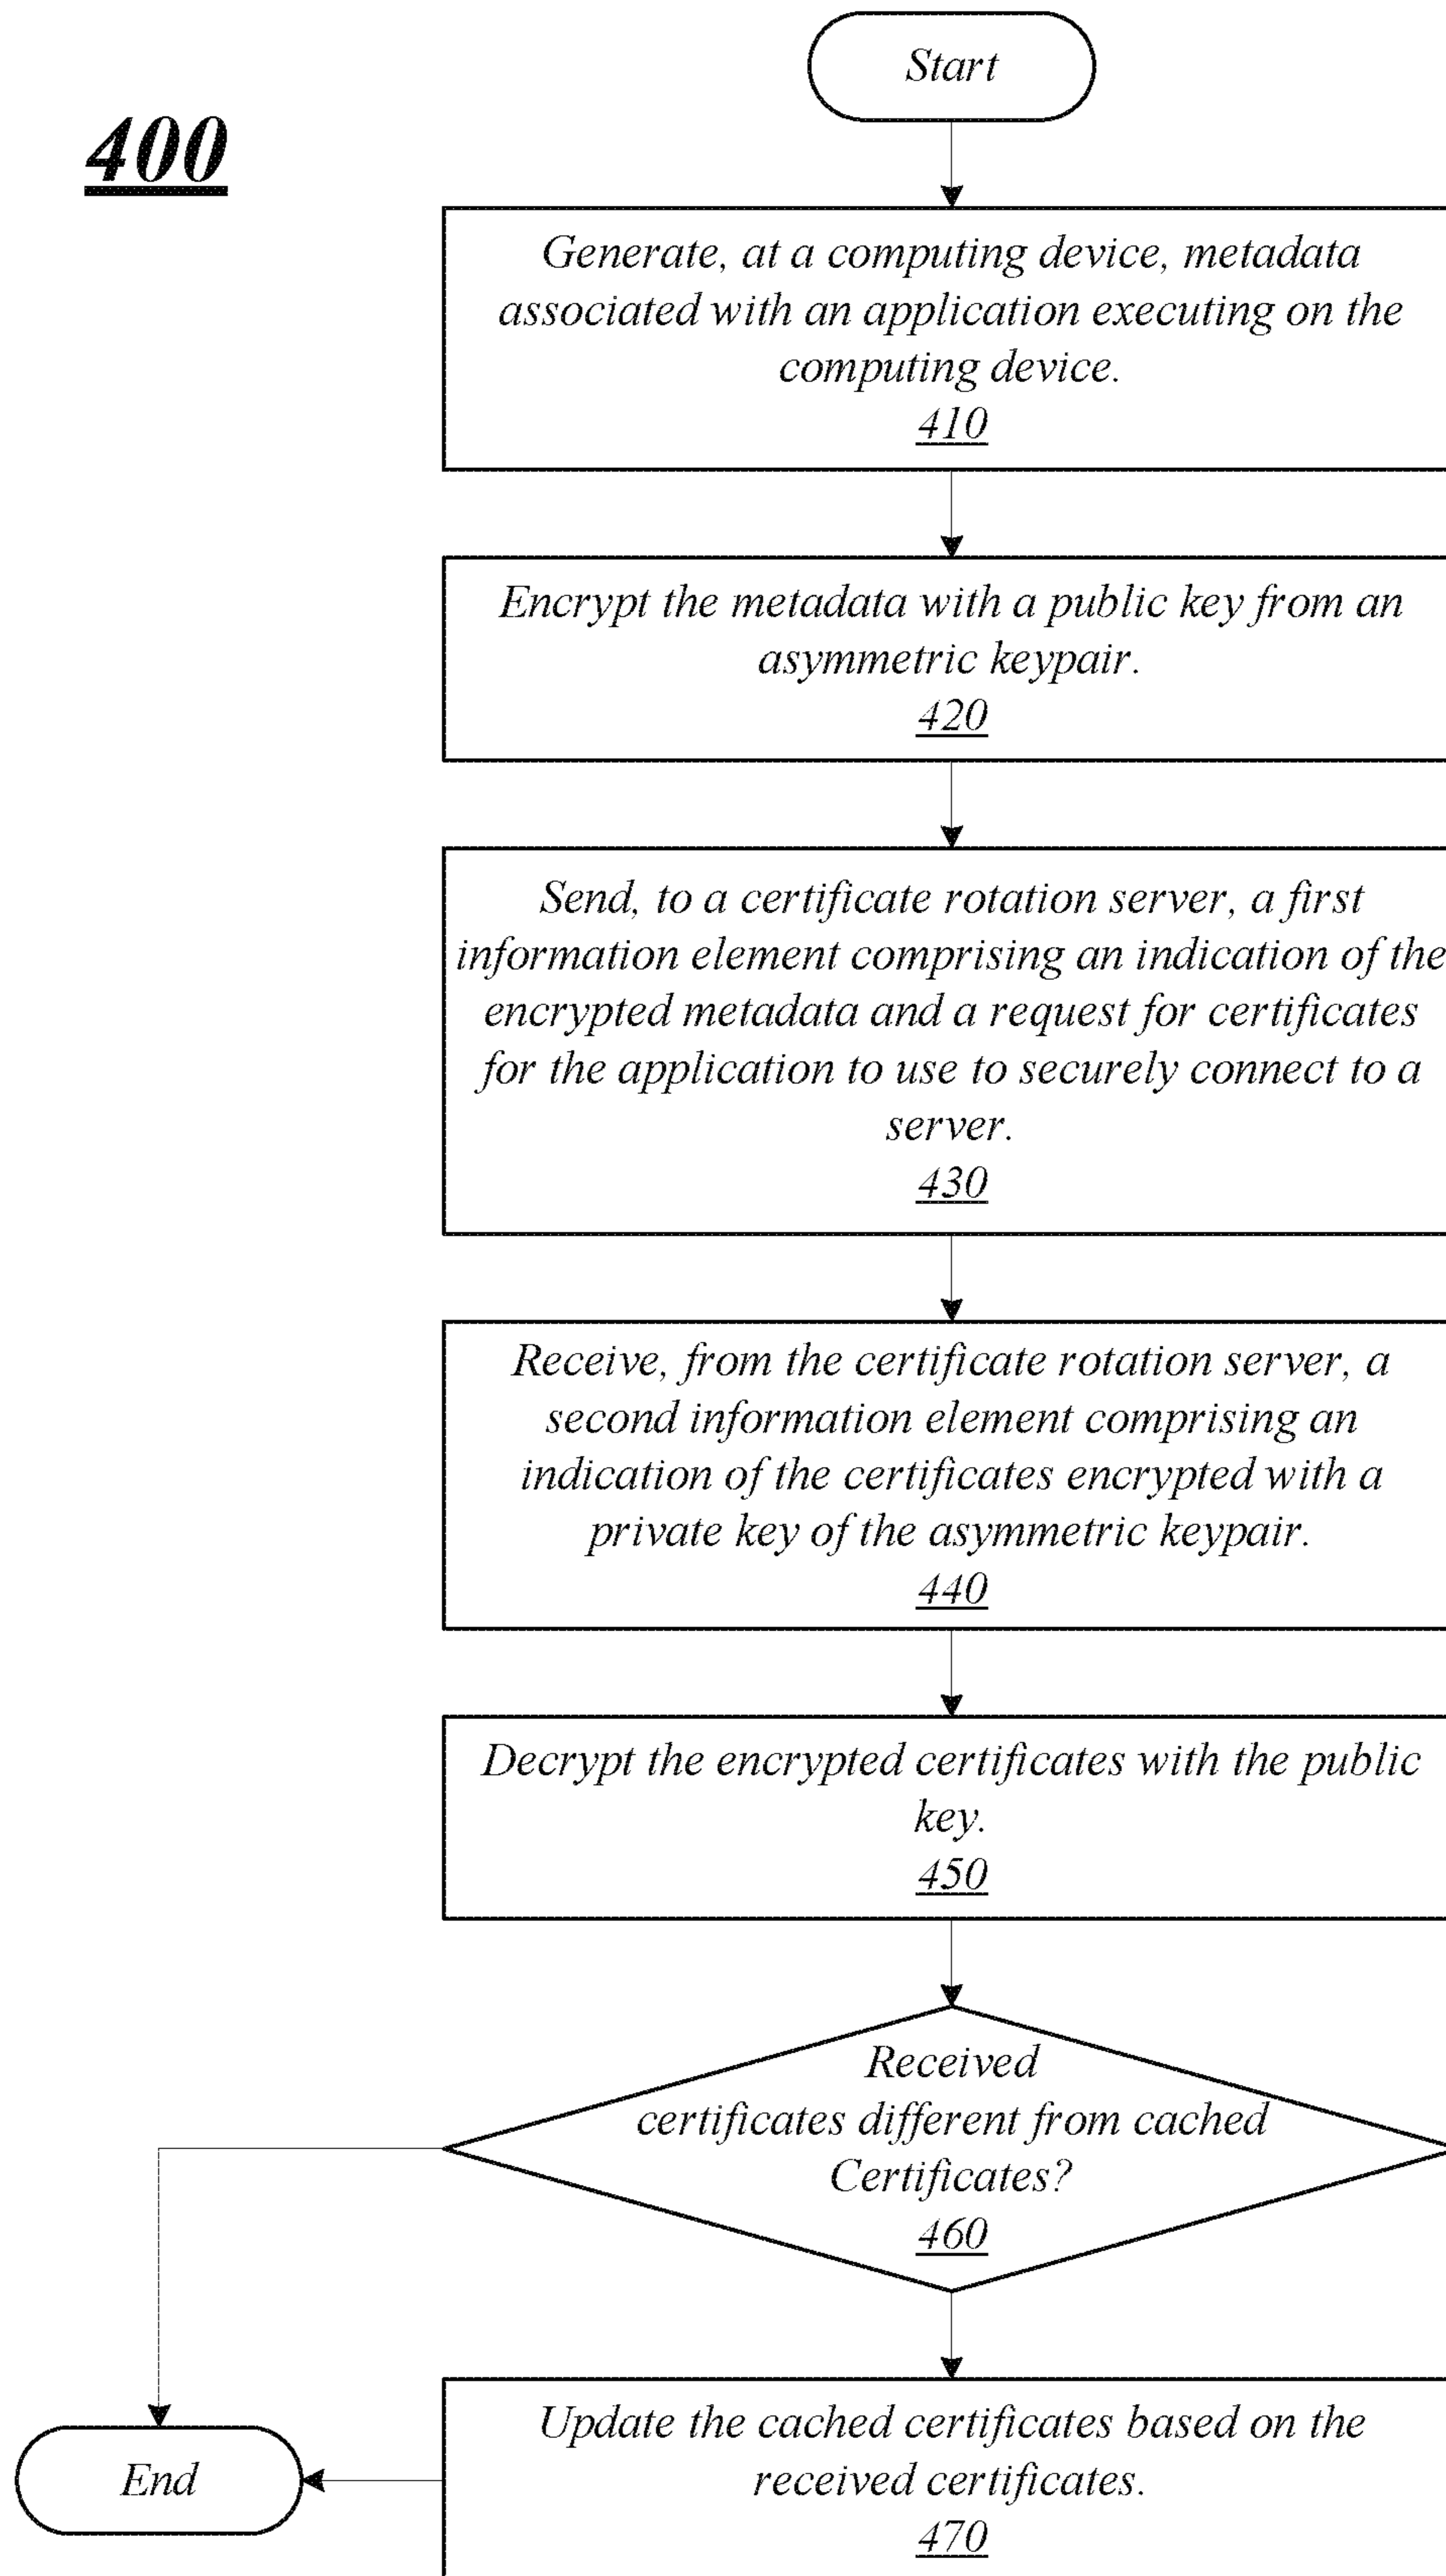 Start
400
Generate, at a computing device, metadata
associated with an application executing on the
computing device.
410
Encrypt the metadata with a public key from an
asymmetric keypair.
420
Send, to a certificate rotation server, a first
information element comprising an indication of the
encrypted metadata and a request for certificates
for the application to use to securely connect to a
server.
430
Receive, from the certificate rotation server, a
second information element comprising an
indication of the certificates encrypted with a
private key of the asymmetric keypair.
440
Decrypt the encrypted certificates with the public
key.
450
Received
certificates different from cached
Certificates?
460
Update the cached certificates based on the
received certificates.
470
End